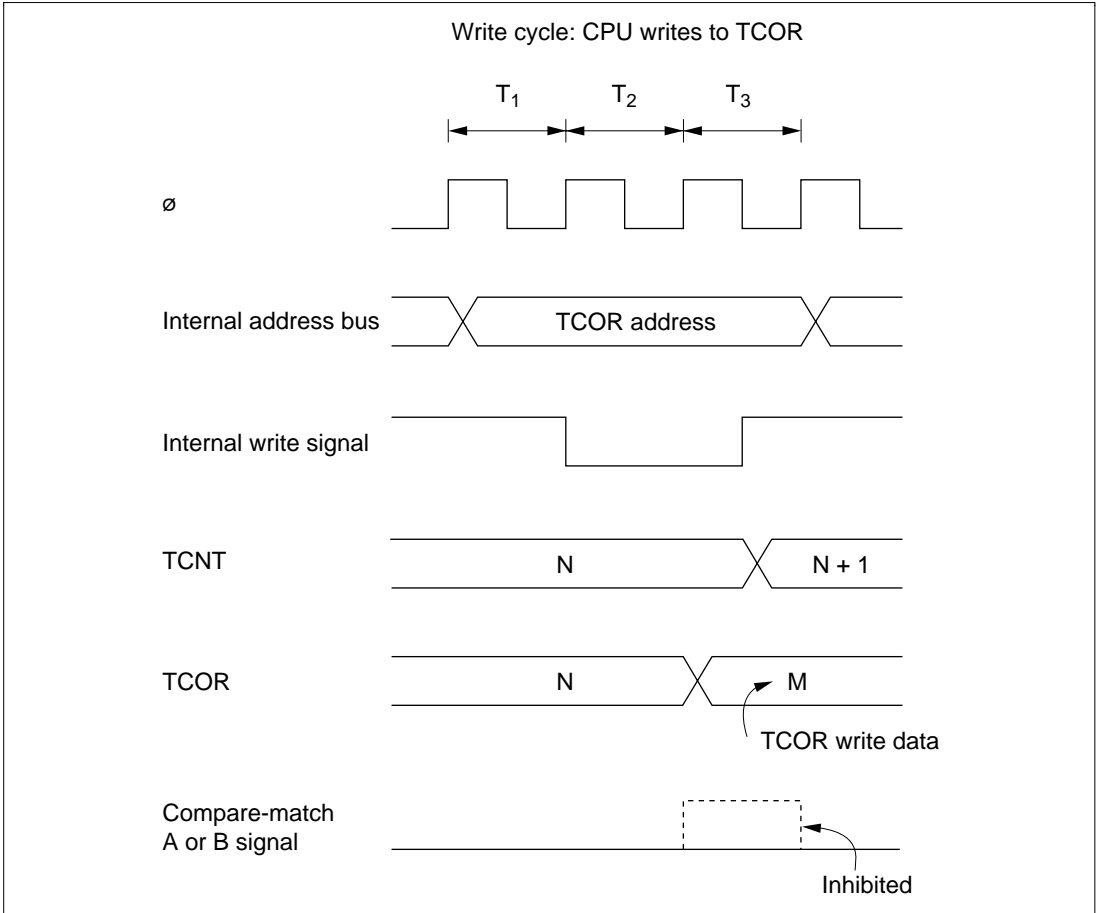 Write cycle: CPU writes to TCOR
T1 T2 T3
ø
Internal address bus
TCOR address
Internal write signal
TCNT
N
N + 1
TCOR
N
M
TCOR write data
Compare-match
A or B signal
Inhibited